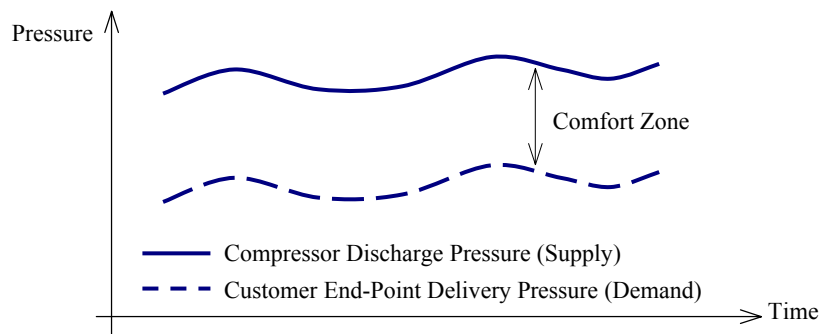 Pressure
Comfort Zone
Compressor Discharge Pressure (Supply)
Customer End-Point Delivery Pressure (Demand)
Time